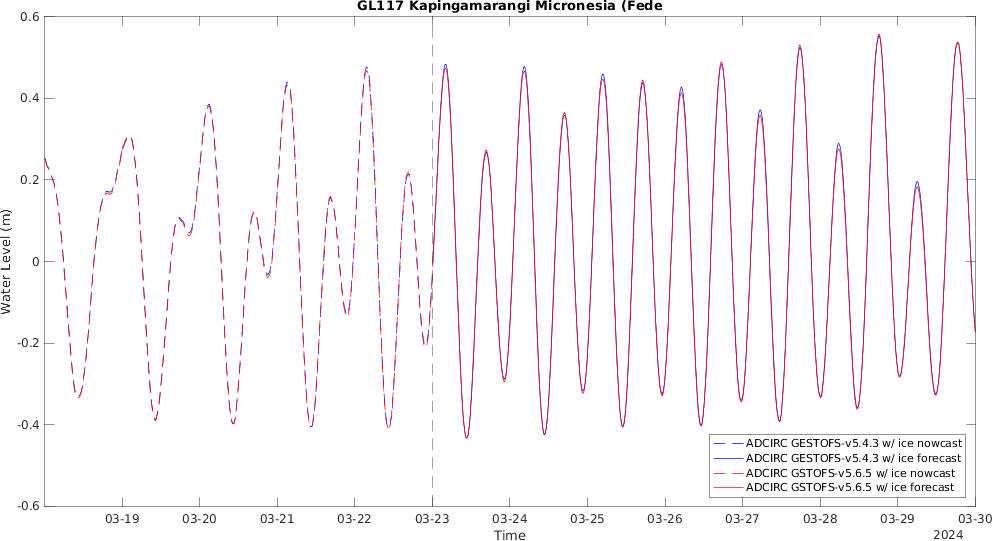 GL117 Kapingamarangi Micronesia (Fede
0.6
0.4
0.2
0
-0.2
-0.4
-0.6
Water Level (m)
03-19 03-20 03-21 03-22 03-23 03-24 03-25 03-26 03-27 03-28 03-29 03-30
Time
2024
ADCIRC GESTOFS-v5.4.3 w/ ice nowcast
ADCIRC GESTOFS-v5.4.3 w/ ice forecast
ADCIRC GSTOFS-v5.6.5 w/ ice nowcast
ADCIRC GSTOFS-v5.6.5 w/ ice forecast